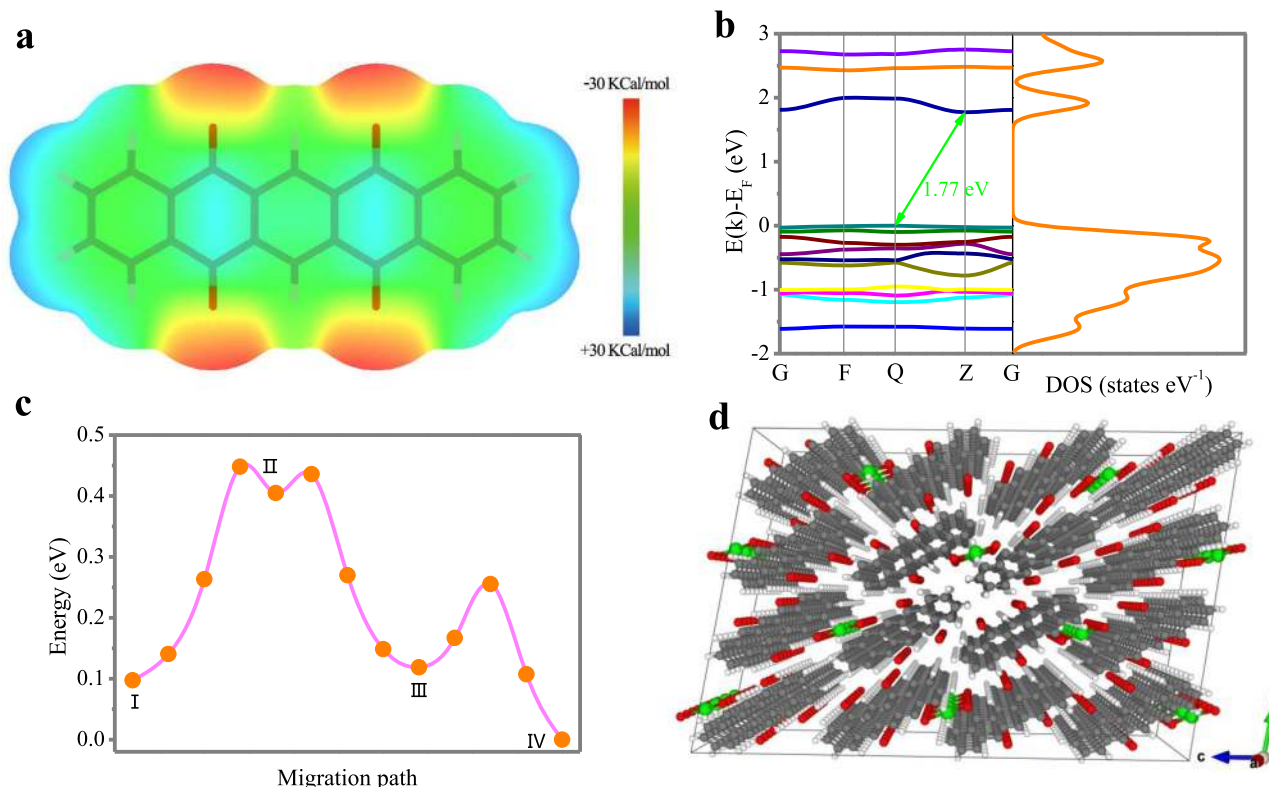 a
-30 KCal/mol
+30 KCal/mol
b
3
2
1
0
-1
-2
E(k)-E_F (eV)
1.77 eV
G F Q Z G
DOS (states eV⁻¹)
c
0.5
0.4
0.3
0.2
0.1
0.0
Energy (eV)
I
II
III
IV
Migration path
d
c
a